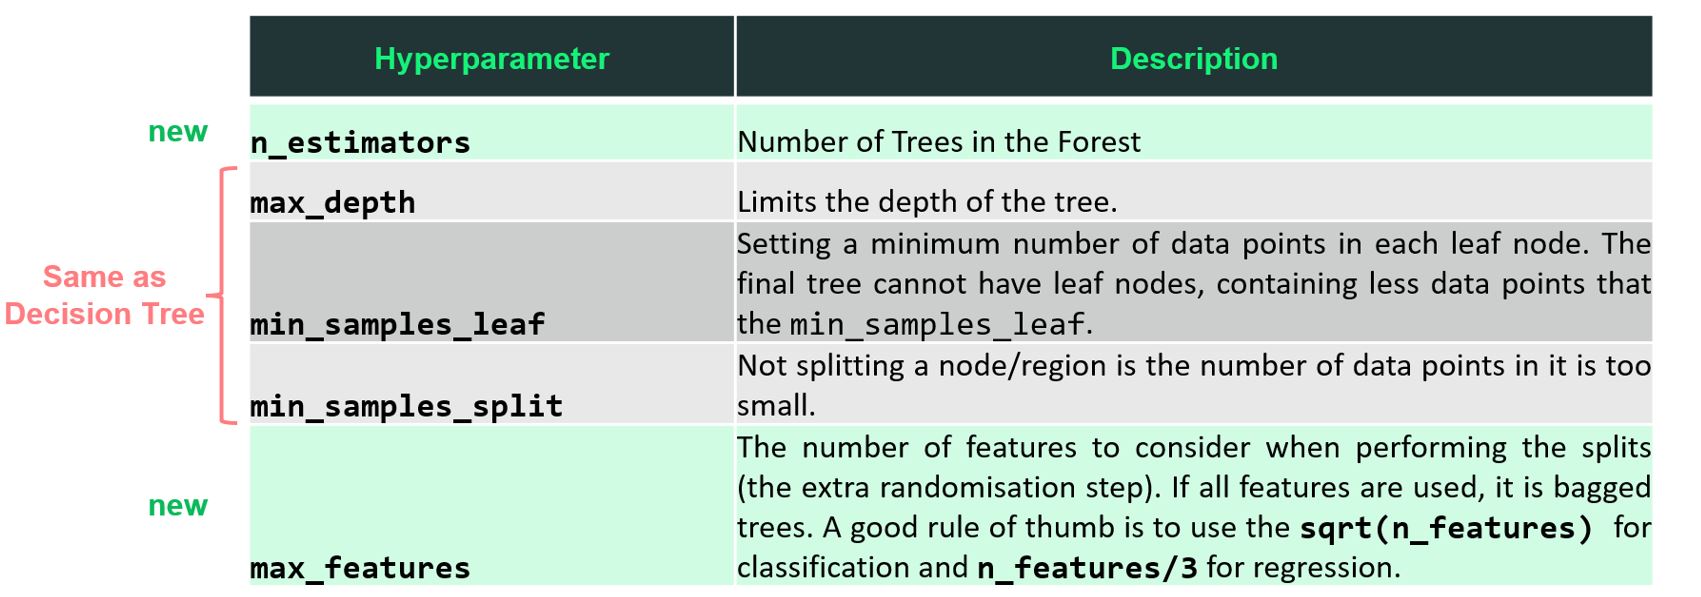 Hyperparameter Description
new
n_estimators Number of Trees in the Forest
Same as
Decision Tree
max_depth Limits the depth of the tree.
Setting a minimum number of data points in each leaf node. The
final tree cannot have leaf nodes, containing less data points that
min_samples_leaf the min_samples_leaf.
Not splitting a node/region is the number of data points in it is too
min_samples_split small.
new
The number of features to consider when performing the splits
(the extra randomisation step). If all features are used, it is bagged
trees. A good rule of thumb is to use the sqrt(n_features) for
max_features classification and n_features/3 for regression.